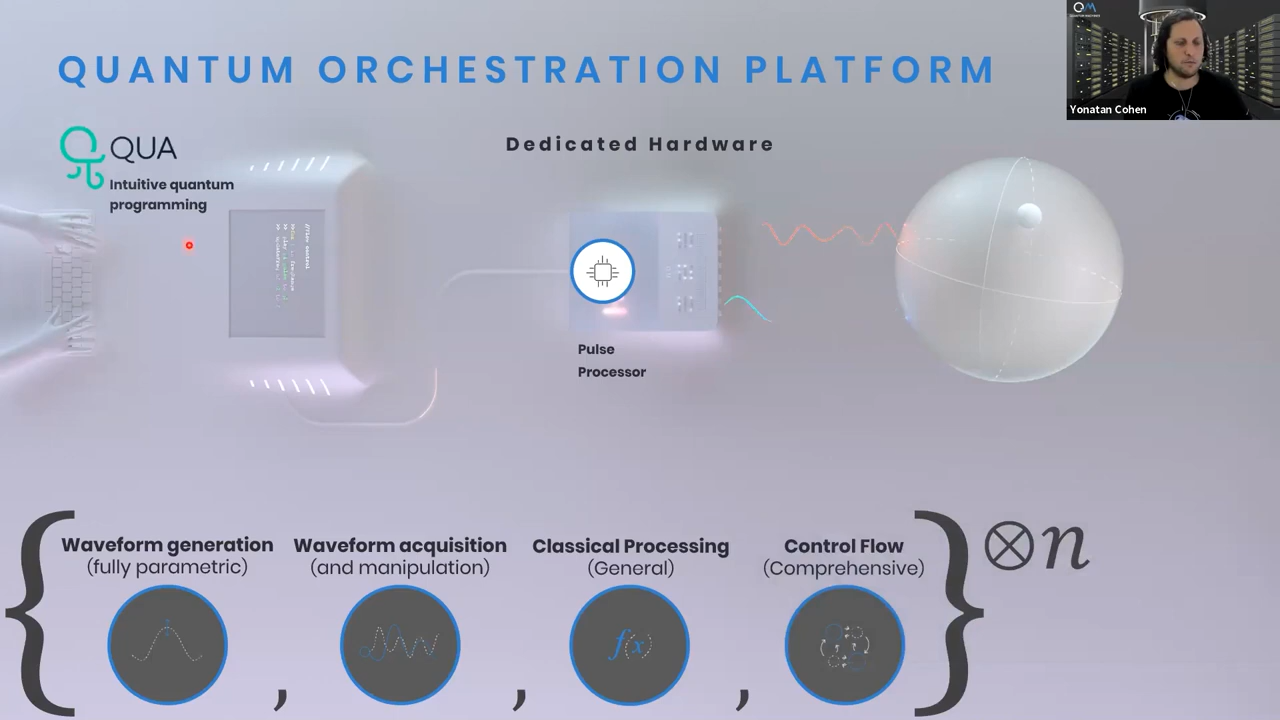 QUANTUM ORCHESTRATION PLATFORM
QM
Yonatan Cohen
QUA
Intuitive quantum
programming
Dedicated Hardware
Pulse
Processor
{ Waveform generation
(fully parametric)
,
Waveform acquisition
(and manipulation)
,
Classical Processing
(General)
f(x)
,
Control Flow
(Comprehensive)
} ⊗n